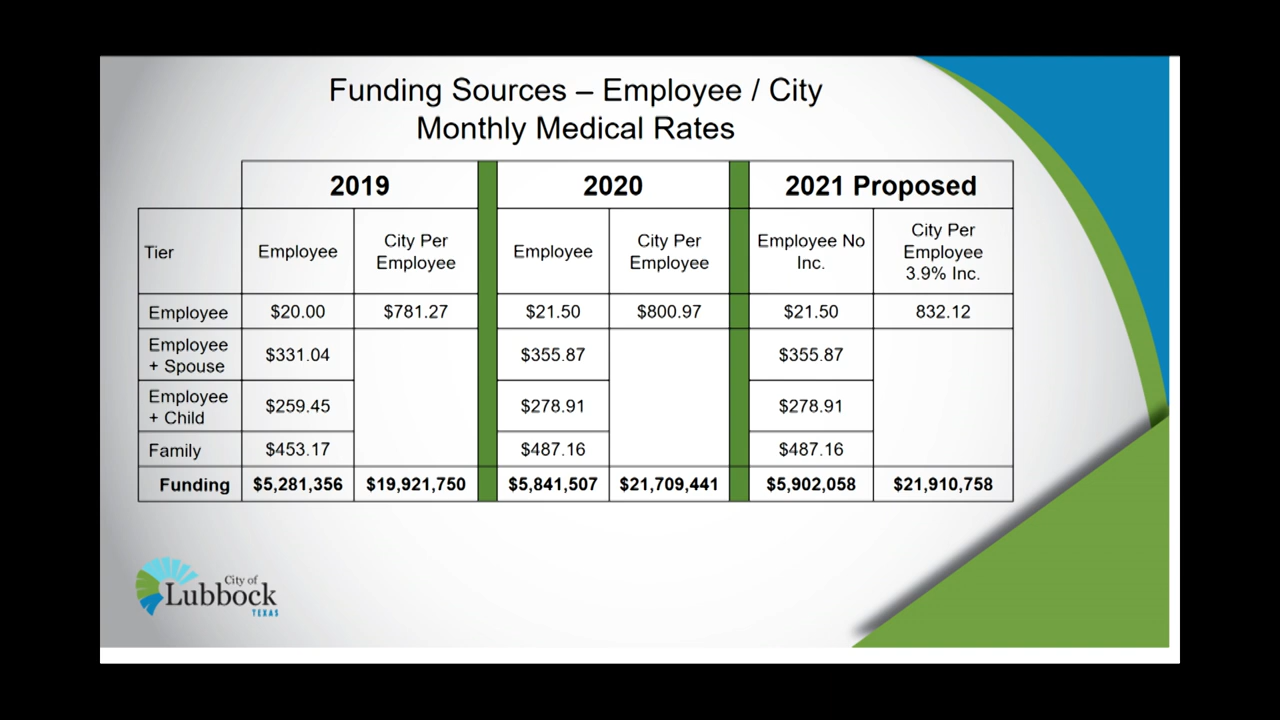 Funding Sources – Employee / City
Monthly Medical Rates
2019 2020 2021 Proposed
Tier Employee City Per Employee Employee City Per Employee Employee No Inc. City Per Employee 3.9% Inc.
Employee $20.00 $781.27 $21.50 $800.97 $21.50 832.12
Employee + Spouse $331.04 $355.87 $355.87
Employee + Child $259.45 $278.91 $278.91
Family $453.17 $487.16 $487.16
Funding $5,281,356 $19,921,750 $5,841,507 $21,709,441 $5,902,058 $21,910,758
City of
Lubbock
TEXAS